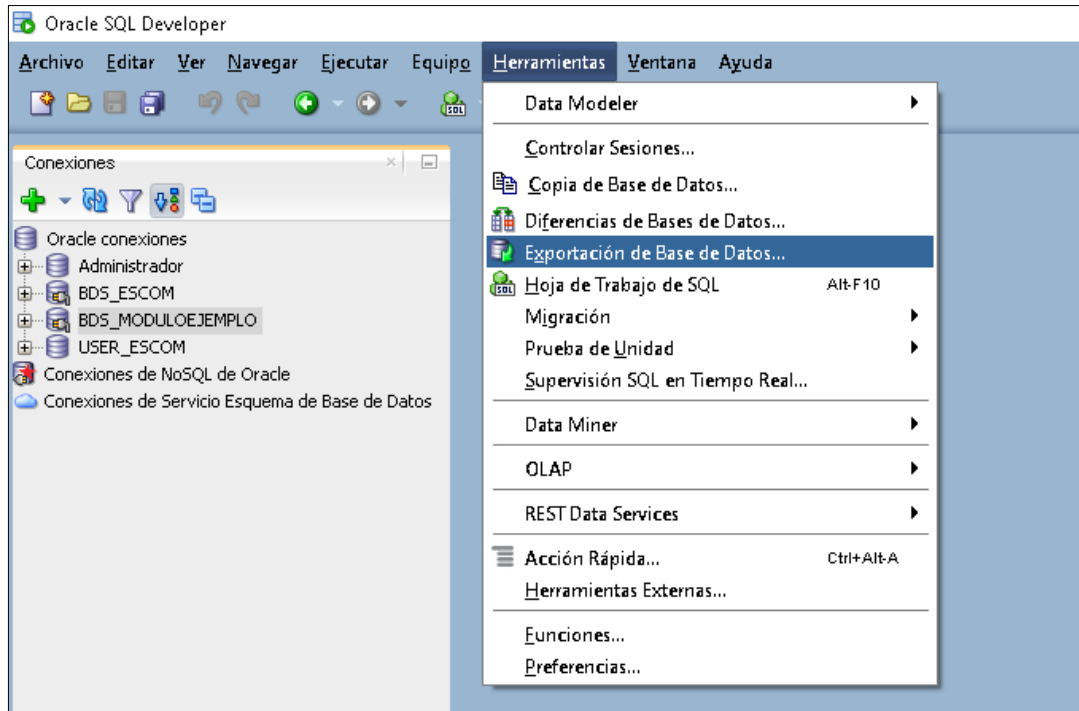 Oracle SQL Developer
Archivo Editar Ver Navegar Ejecutar Equipo Herramientas Ventana Ayuda
SQL
Conexiones
Oracle conexiones
Administrador
BDS_ESCOM
BDS_MODULOEJEMPLO
USER_ESCOM
Conexiones de NoSQL de Oracle
Conexiones de Servicio Esquema de Base de Datos
Data Modeler
Controlar Sesiones...
Copia de Base de Datos...
Diferencias de Bases de Datos...
Exportación de Base de Datos...
SQL Hoja de Trabajo de SQL Alt-F10
Migración
Prueba de Unidad
Supervisión SQL en Tiempo Real...
Data Miner
OLAP
REST Data Services
Acción Rápida... Ctrl+Alt-A
Herramientas Externas...
Funciones...
Preferencias...